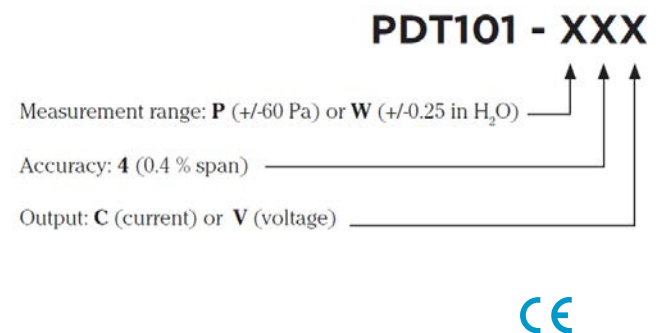 PDT101 - XXX
Measurement range: P (+/-60 Pa) or W (+/-0.25 in H₂O)
Accuracy: 4 (0.4 % span)
Output: C (current) or V (voltage)
CE